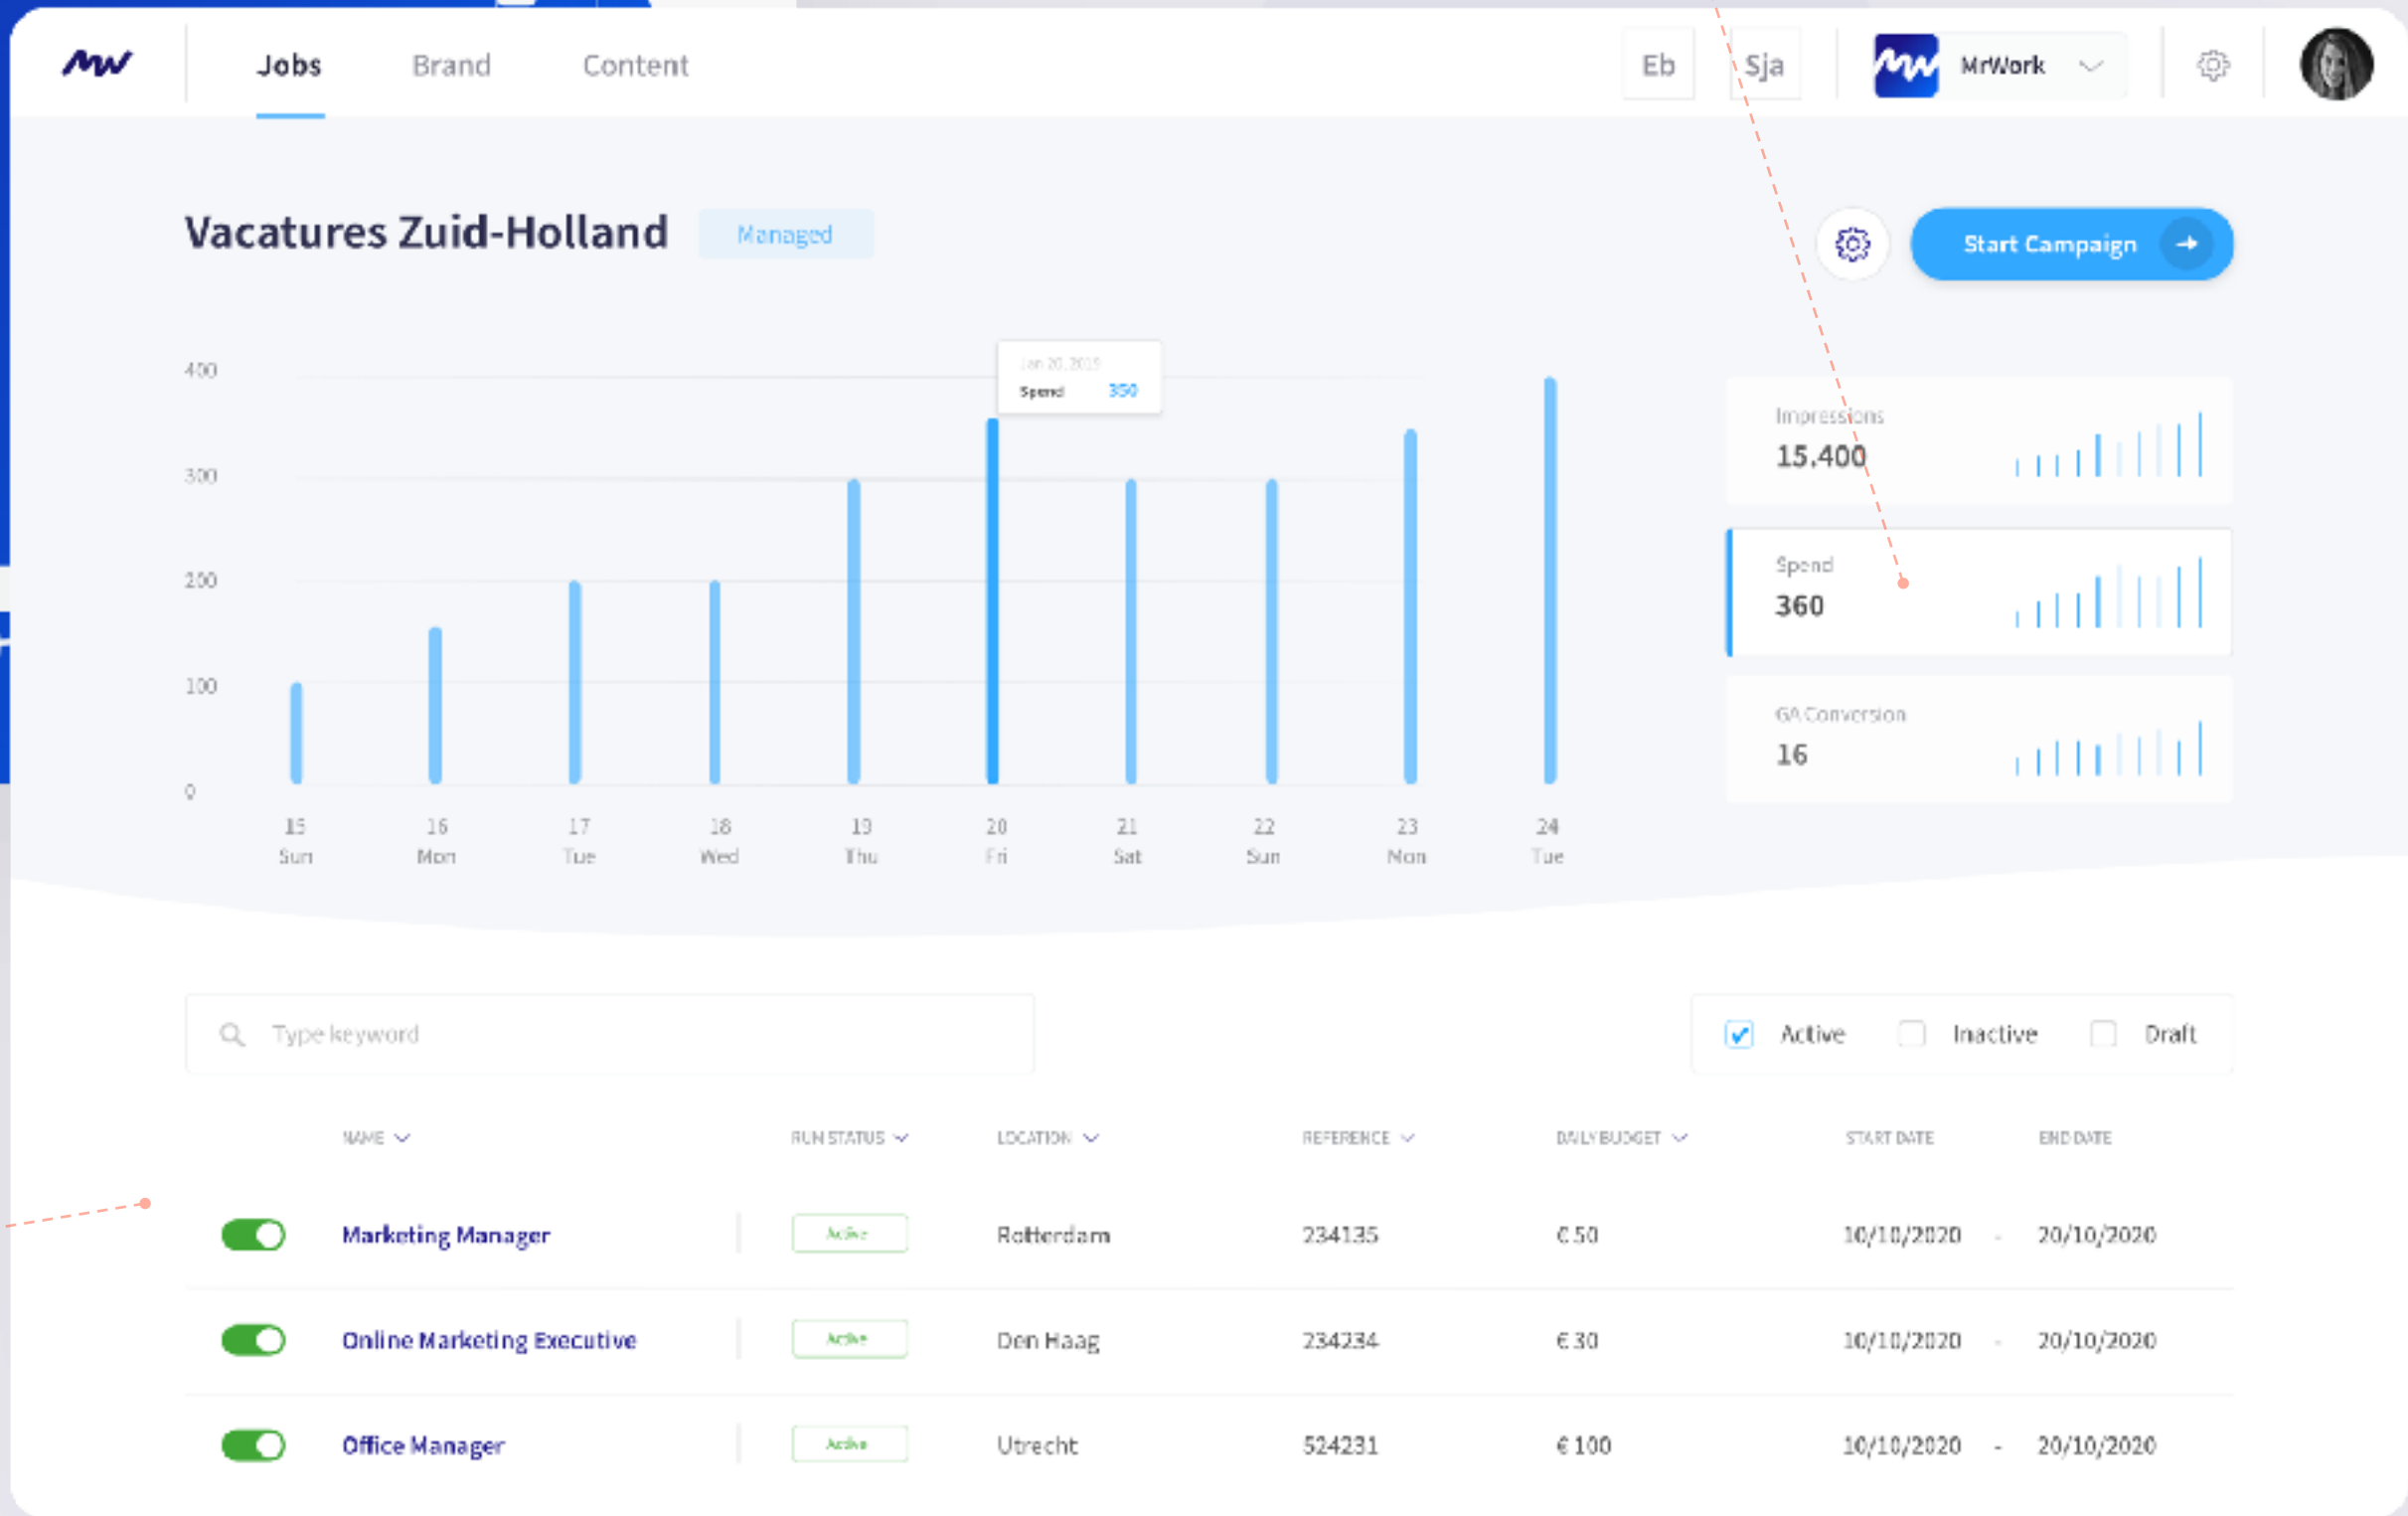 Jobs Brand Content Eb Sja MrWork
Vacatures Zuid-Holland Managed Start Campaign
Jan 20, 2019
Spend 350
400
300
200
100
0
15 16 17 18 19 20 21 22 23 24
Sun Mon Tue Wed Thu Fri Sat Sun Mon Tue
Impressions
15.400
Spend
360
GA Conversion
16
Type keyword Active Inactive Draft
NAME RUN STATUS LOCATION REFERENCE DAILY BUDGET START DATE END DATE
Marketing Manager Active Rotterdam 234135 € 50 10/10/2020 - 20/10/2020
Online Marketing Executive Active Den Haag 234234 € 30 10/10/2020 - 20/10/2020
Office Manager Active Utrecht 524231 € 100 10/10/2020 - 20/10/2020